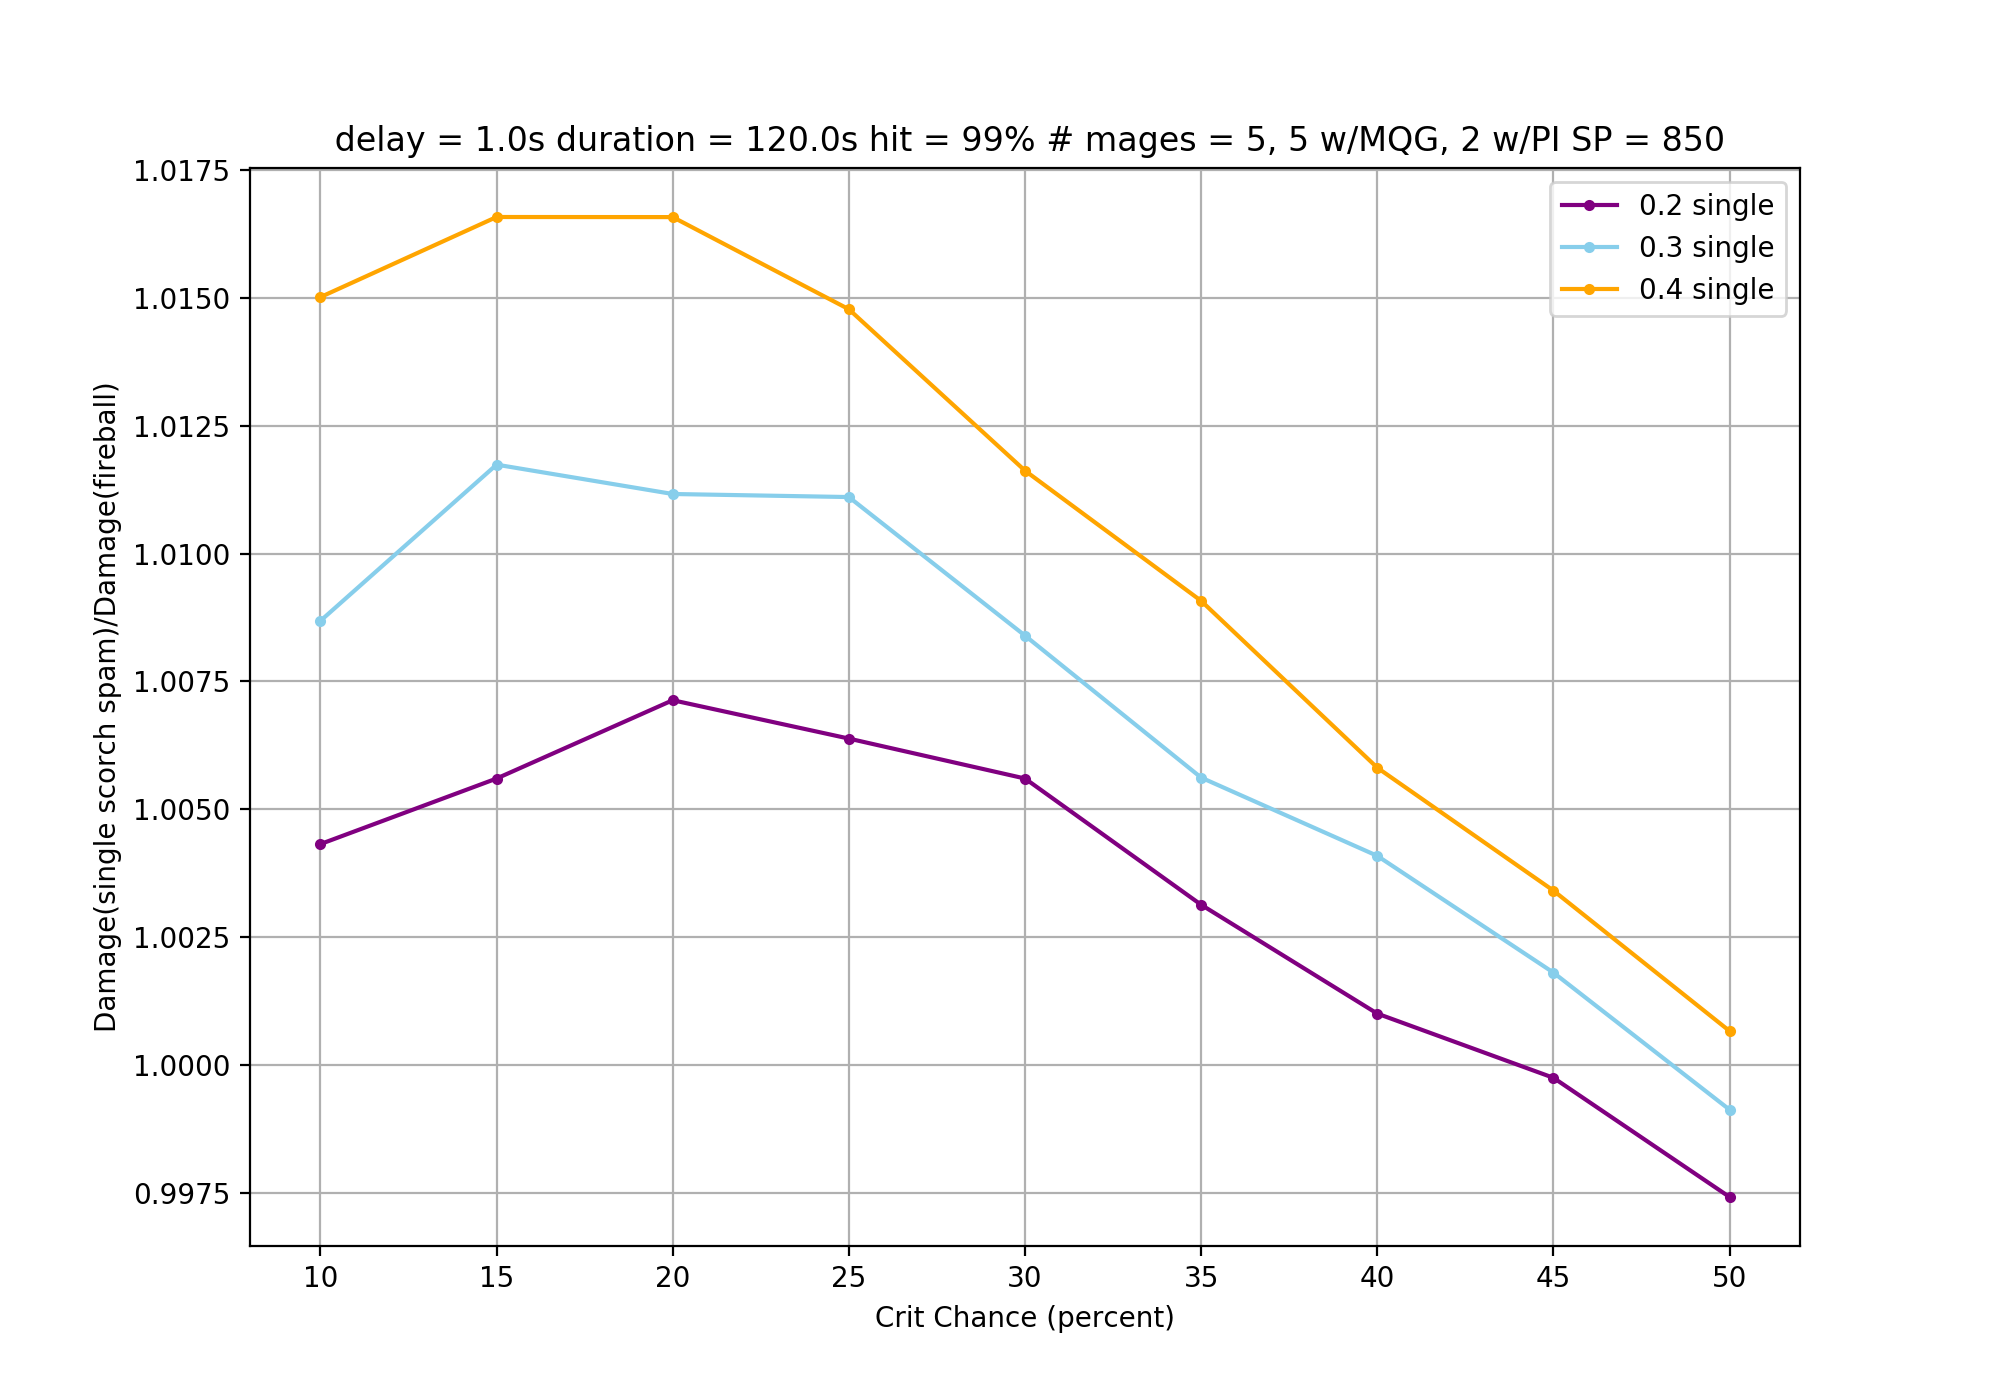 delay = 1.0s duration = 120.0s hit = 99% # mages = 5, 5 w/MQG, 2 w/PI SP = 850
0.2 single
0.3 single
0.4 single
Damage(single scorch spam)/Damage(fireball)
1.0175
1.0150
1.0125
1.0100
1.0075
1.0050
1.0025
1.0000
0.9975
10 15 20 25 30 35 40 45 50
Crit Chance (percent)